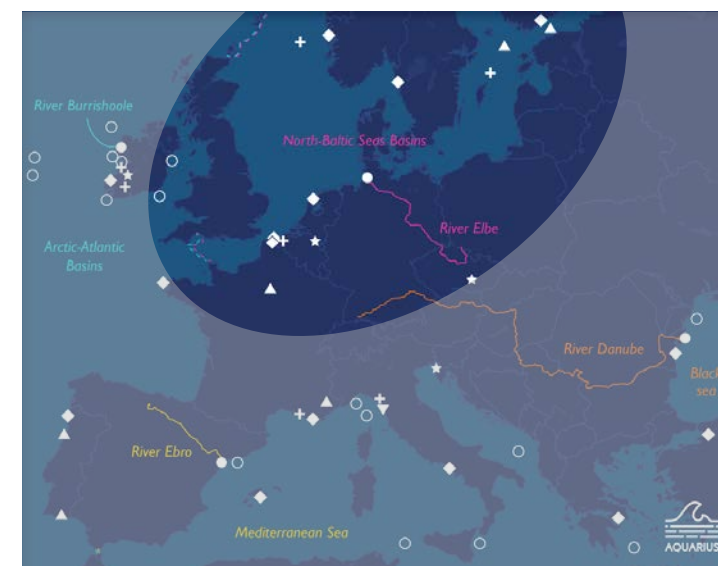 River Burrishoole
North-Baltic Seas Basins
River Elbe
Arctic-Atlantic
Basins
River Danube
Black
sea
River Ebro
Mediterranean Sea
AQUARIUS